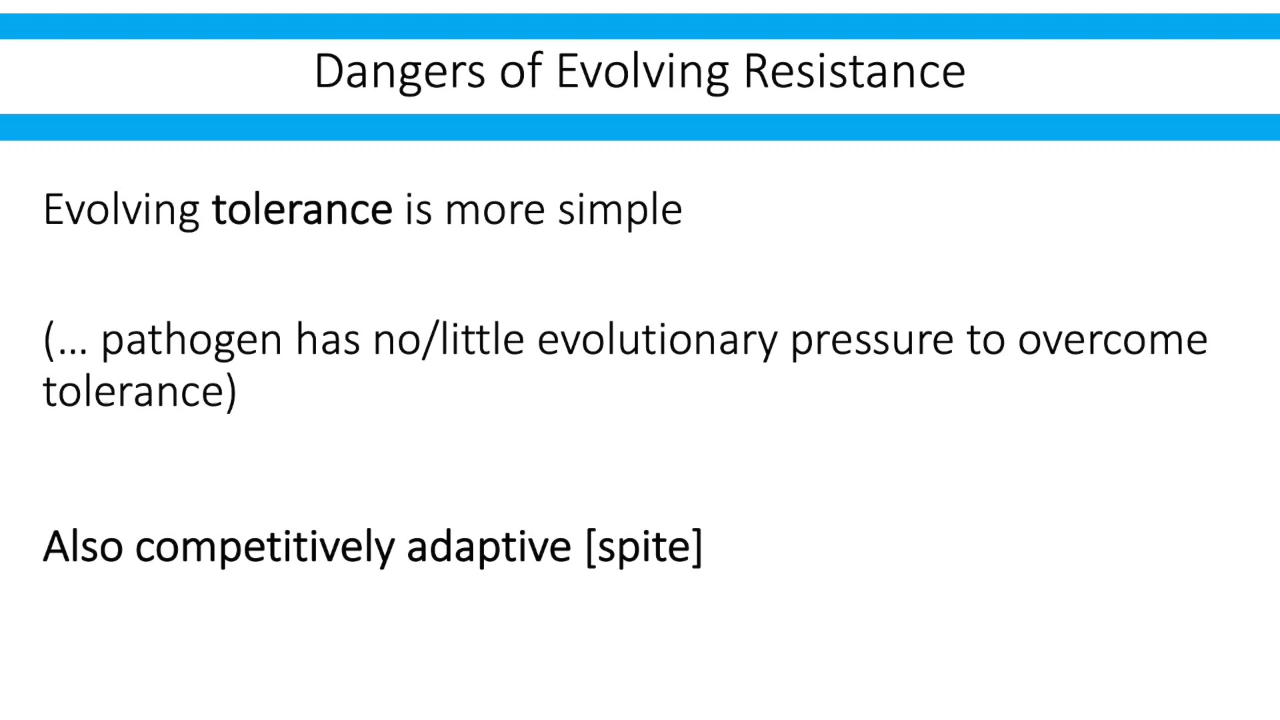 Dangers of Evolving Resistance
Evolving tolerance is more simple
(... pathogen has no/little evolutionary pressure to overcome
tolerance)
Also competitively adaptive [spite]